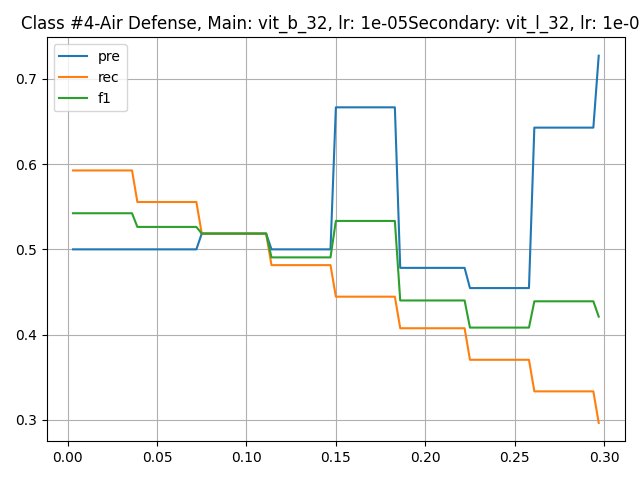 Class #4-Air Defense, Main: vit_b_32, lr: 1e-05Secondary: vit_l_32, lr: 1e-0
pre
rec
f1
0.7
0.6
0.5
0.4
0.3
0.00 0.05 0.10 0.15 0.20 0.25 0.30